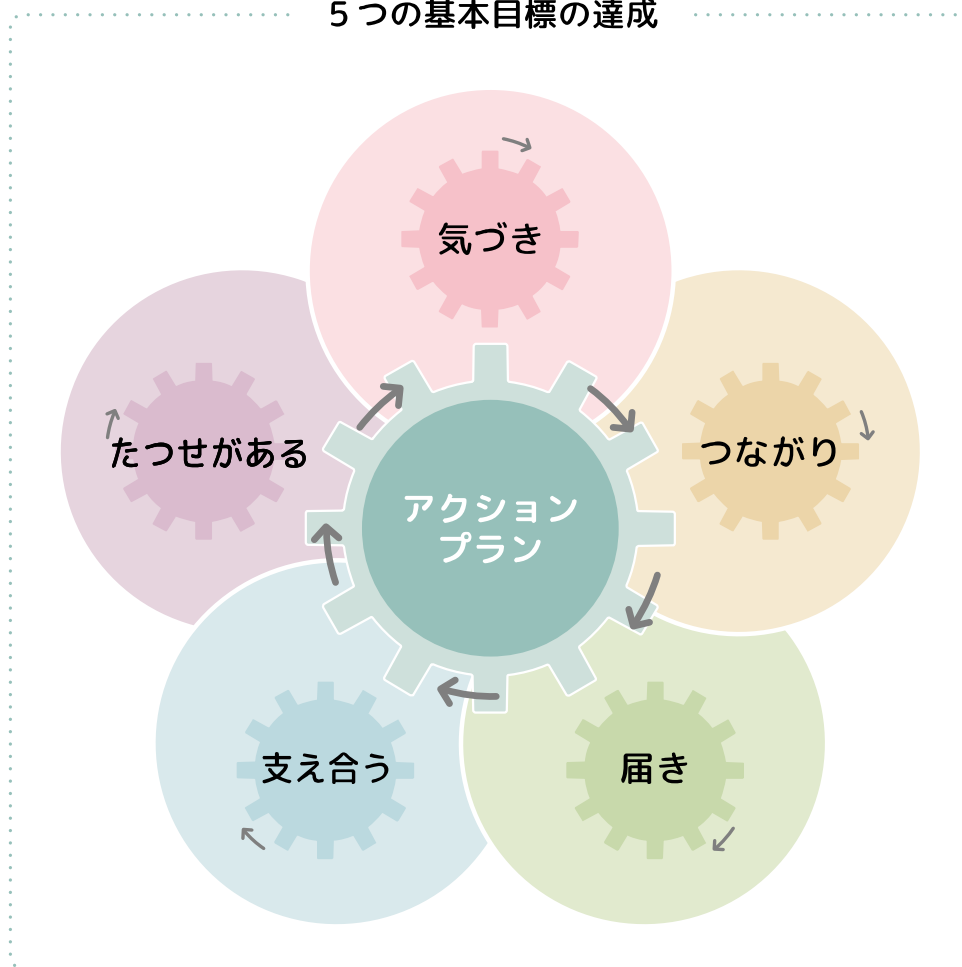 ５つの基本目標の達成
気づき
たつせがある
つながり
アクション
プラン
支え合う
届き